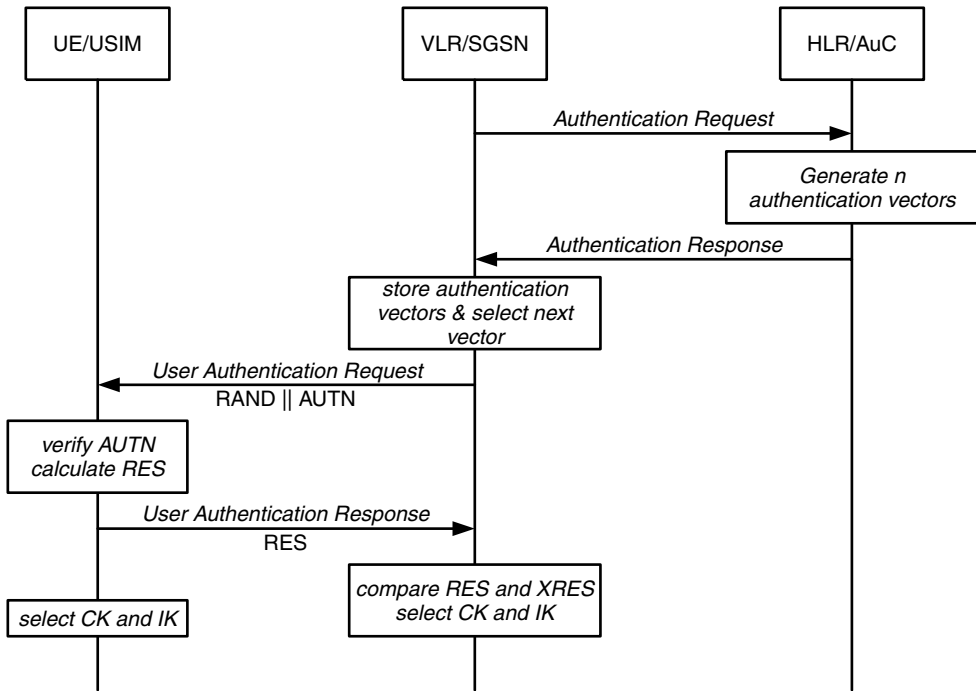 UE/USIM
VLR/SGSN
HLR/AuC
Authentication Request
Generate n
authentication vectors
Authentication Response
store authentication
vectors & select next
vector
User Authentication Request
RAND || AUTN
verify AUTN
calculate RES
User Authentication Response
RES
compare RES and XRES
select CK and IK
select CK and IK